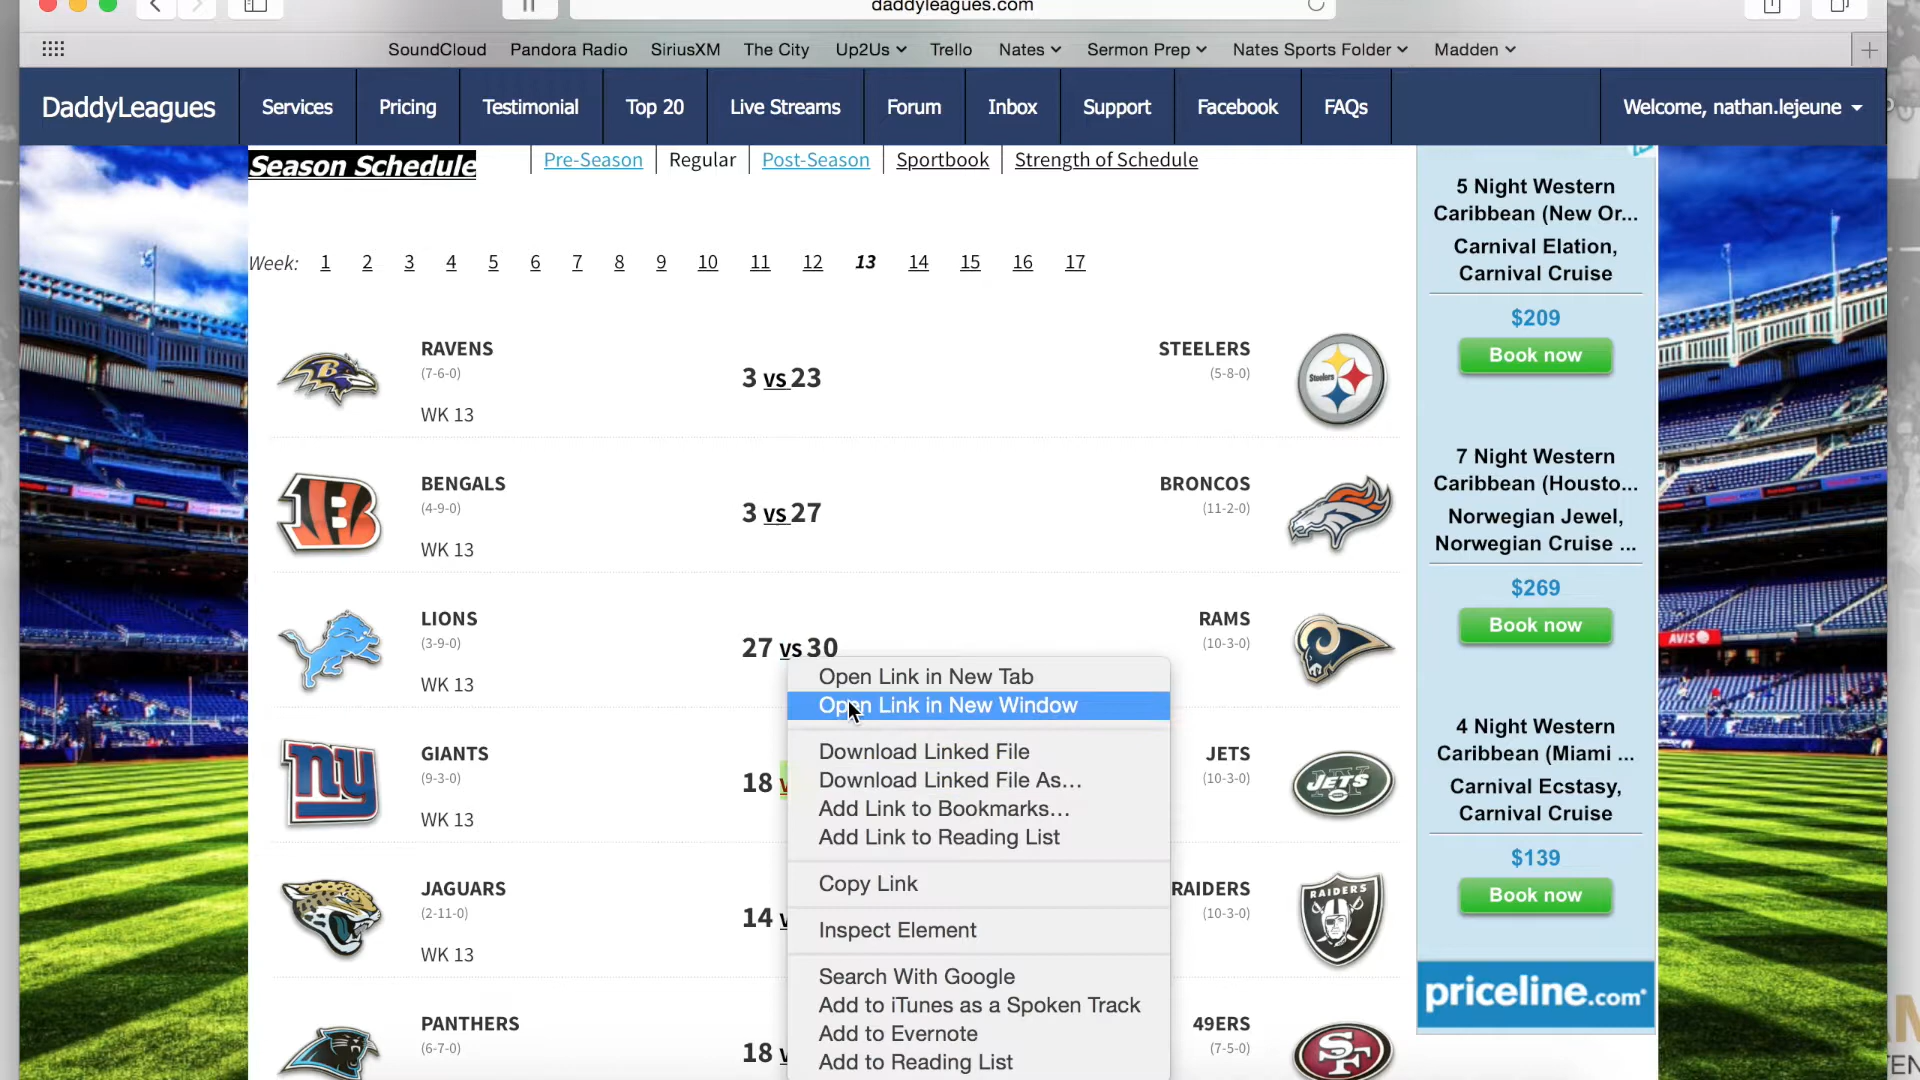 daddyleagues.com
SoundCloud Pandora Radio SiriusXM The City Up2Us Trello Nates Sermon Prep Nates Sports Folder Madden
DaddyLeagues Services Pricing Testimonial Top 20 Live Streams Forum Inbox Support Facebook FAQs Welcome, nathan.lejeune
Season Schedule Pre-Season Regular Post-Season Sportbook Strength of Schedule
Week: 1 2 3 4 5 6 7 8 9 10 11 12 13 14 15 16 17
RAVENS
(7-6-0)
WK 13
3 vs 23
STEELERS
(5-8-0)
Steelers
BENGALS
(4-9-0)
WK 13
3 vs 27
BRONCOS
(11-2-0)
LIONS
(3-9-0)
WK 13
27 vs 30
RAMS
(10-3-0)
ny
GIANTS
(9-3-0)
WK 13
18
JETS
(10-3-0)
JETS
JAGUARS
(2-11-0)
WK 13
14
RAIDERS
(10-3-0)
RAIDERS
PANTHERS
(6-7-0)
18
49ERS
(7-5-0)
SF
Open Link in New Tab
Open Link in New Window
Download Linked File
Download Linked File As...
Add Link to Bookmarks...
Add Link to Reading List
Copy Link
Inspect Element
Search With Google
Add to iTunes as a Spoken Track
Add to Evernote
Add to Reading List
5 Night Western
Caribbean (New Or...
Carnival Elation,
Carnival Cruise
$209
Book now
7 Night Western
Caribbean (Housto...
Norwegian Jewel,
Norwegian Cruise ...
$269
Book now
4 Night Western
Caribbean (Miami ...
Carnival Ecstasy,
Carnival Cruise
$139
Book now
priceline.com
AVIS